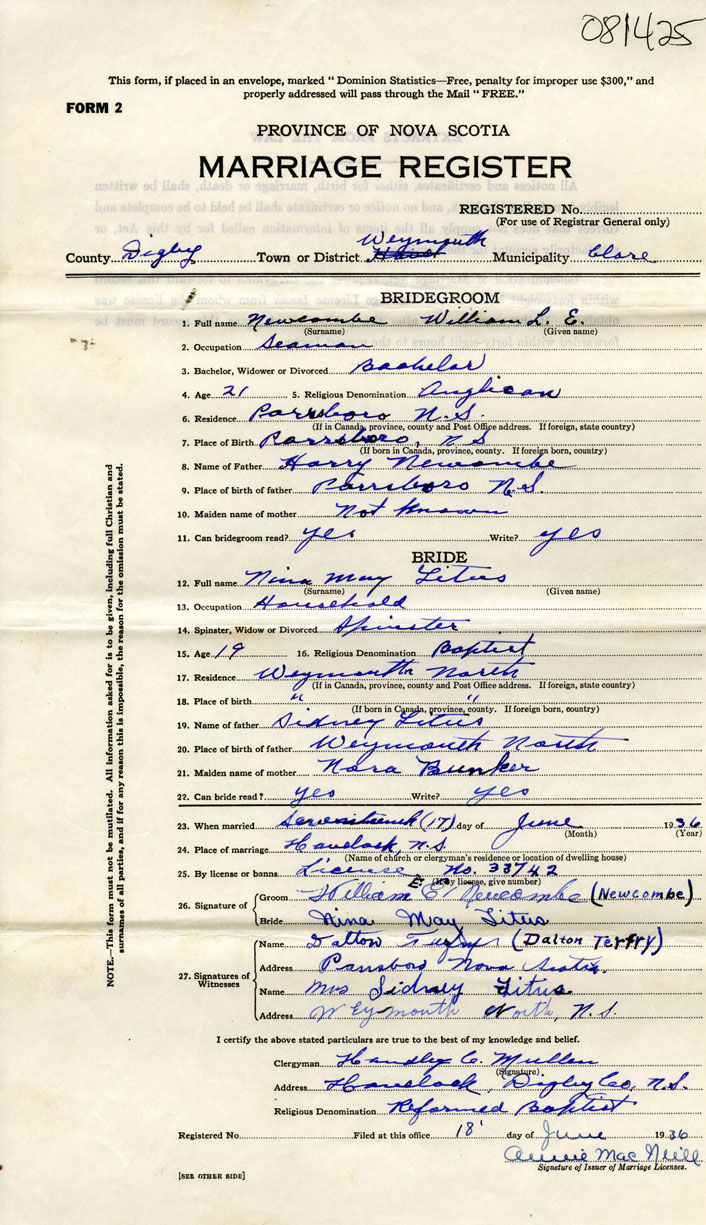 081425
This form, if placed in an envelope, marked “ Dominion Statistics—Free, penalty for improper use $300,” and
properly addressed will pass through the Mail “ FREE.”
FORM 2
PROVINCE OF NOVA SCOTIA
MARRIAGE REGISTER
REGISTERED No.
(For use of Registrar General only)
County Digby Town or District Weymouth Municipality Clare
BRIDEGROOM
1. Full name Newcombe William L. E.
(Surname) (Given name)
2. Occupation Seaman
3. Bachelor, Widower or Divorced Bachelor
4. Age 21 5. Religious Denomination Anglican
6. Residence Parrsboro N.S.
(If in Canada, province, county and Post Office address. If foreign, state country)
7. Place of Birth Parrsboro, N S
(If born in Canada, province, county. If foreign born, country)
8. Name of Father Harry Newcombe
9. Place of birth of father Parrsboro N.S.
10. Maiden name of mother Not Known
11. Can bridegroom read? yes Write? yes
BRIDE
12. Full name Nina May Titus
(Surname) (Given name)
13. Occupation Household
14. Spinster, Widow or Divorced Spinster
15. Age 19 16. Religious Denomination Baptist
17. Residence Weymouth North
(If in Canada, province, county and Post Office address. If foreign, state country)
18. Place of birth " "
(If born in Canada, province, county. If foreign born, country)
19. Name of father Sidney Titus
20. Place of birth of father Weymouth North
21. Maiden name of mother Nora Bunker
22. Can bride read ? yes Write? yes
23. When married (17) day of June 1936
(Month) (Year)
24. Place of marriage Havelock, N.S.
(Name of church or clergyman's residence or location of dwelling house)
25. By license or banns License No. 33742
(If by license, give number)
26. Signature of
Groom William E. Newcombe (Newcombe)
Bride Nina May Titus
27. Signatures of Witnesses
Name Dalton (Dalton Terfry)
Address Parrsboro Nova Scotia.
Name Mrs Sidney Titus
Address Weymouth North, N.S.
I certify the above stated particulars are true to the best of my knowledge and belief.
Clergyman Handley C. Mullen
(Signature)
Address Havelock, Digby Co, N.S.
Religious Denomination Reformed Baptist
Registered No. Filed at this office 18' day of June 1936
Annie MacNeill
Signature of Issuer of Marriage Licenses.
[SEE OTHER SIDE]
NOTE.—This form must not be mutilated. All information asked for is to be given, including full Christian and
surnames of all parties, and if for any reason this is impossible, the reason for the omission must be stated.